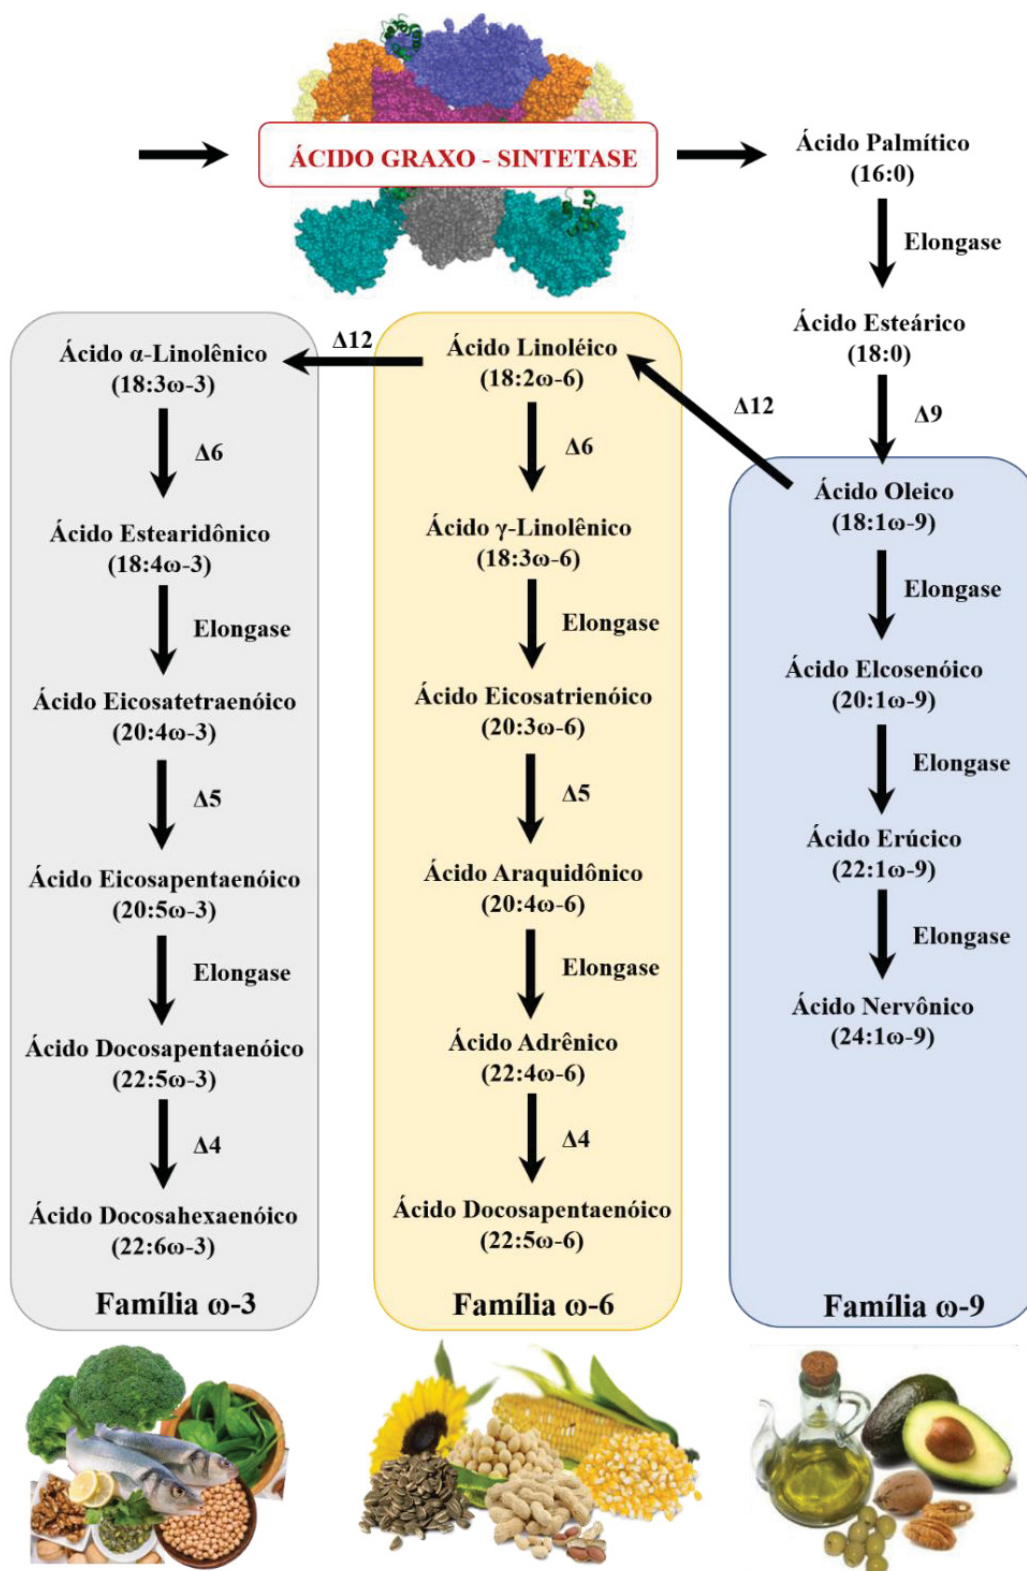 ÁCIDO GRAXO - SINTETASE
Ácido Palmítico
(16:0)
Elongase
Ácido Esteárico
(18:0)
Δ9
Δ12
Δ12
Ácido α-Linolênico
(18:3ω-3)
Δ6
Ácido Estearidônico
(18:4ω-3)
Elongase
Ácido Eicosatetraenóico
(20:4ω-3)
Δ5
Ácido Eicosapentaenóico
(20:5ω-3)
Elongase
Ácido Docosapentaenóico
(22:5ω-3)
Δ4
Ácido Docosahexaenóico
(22:6ω-3)
Família ω-3
Ácido Linoléico
(18:2ω-6)
Δ6
Ácido γ-Linolênico
(18:3ω-6)
Elongase
Ácido Eicosatrienóico
(20:3ω-6)
Δ5
Ácido Araquidônico
(20:4ω-6)
Elongase
Ácido Adrênico
(22:4ω-6)
Δ4
Ácido Docosapentaenóico
(22:5ω-6)
Família ω-6
Ácido Oleico
(18:1ω-9)
Elongase
Ácido Elcosenóico
(20:1ω-9)
Elongase
Ácido Erúcico
(22:1ω-9)
Elongase
Ácido Nervônico
(24:1ω-9)
Família ω-9